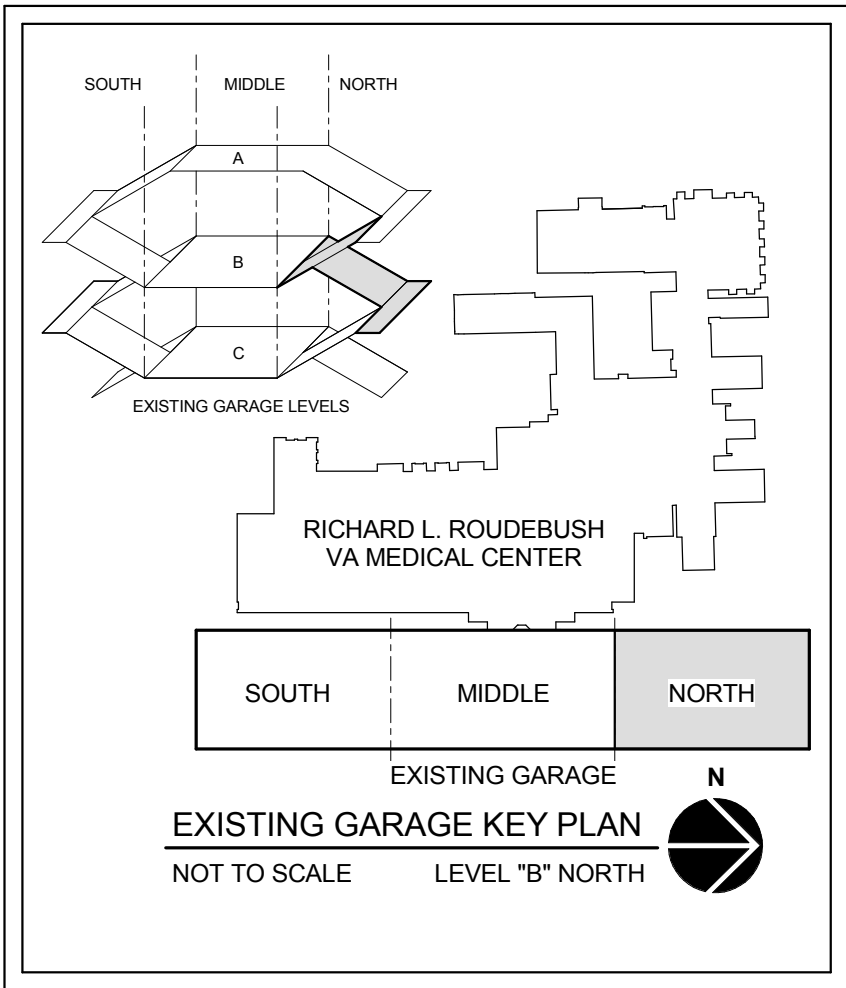 SOUTH MIDDLE NORTH
A
B
C
EXISTING GARAGE LEVELS
RICHARD L. ROUDEBUSH
VA MEDICAL CENTER
SOUTH MIDDLE NORTH
EXISTING GARAGE
N
EXISTING GARAGE KEY PLAN
NOT TO SCALE LEVEL "B" NORTH